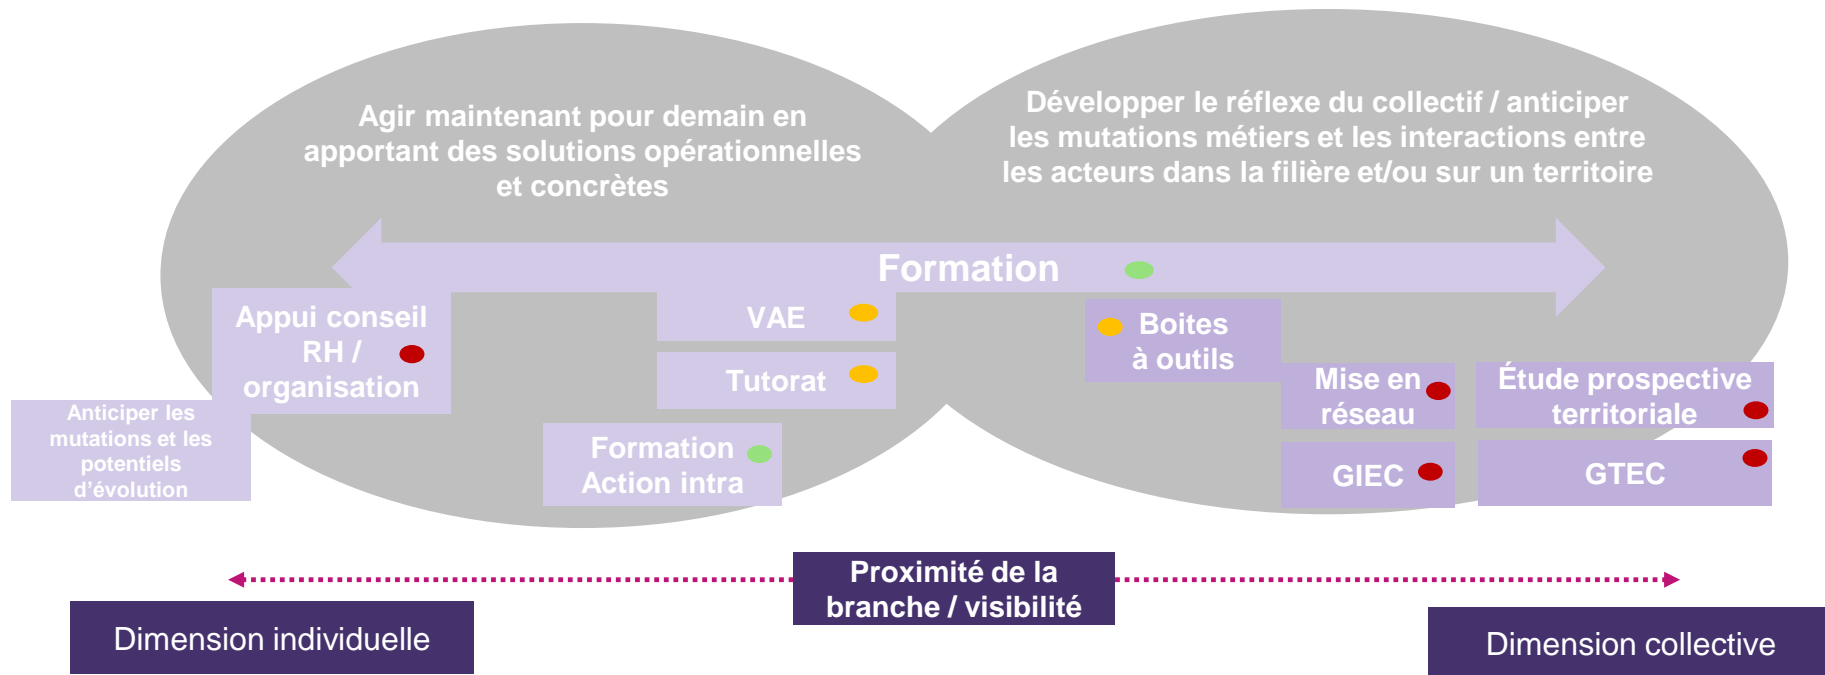 Agir maintenant pour demain en
apportant des solutions opérationnelles
et concrètes
Développer le réflexe du collectif / anticiper
les mutations métiers et les interactions entre
les acteurs dans la filière et/ou sur un territoire
Formation
Appui conseil
RH /
organisation
VAE
Tutorat
Boites
à outils
Mise en
réseau
Étude prospective
territoriale
Anticiper les
mutations et les
potentiels
d'évolution
Formation
Action intra
GIEC
GTEC
Proximité de la
branche / visibilité
Dimension individuelle
Dimension collective